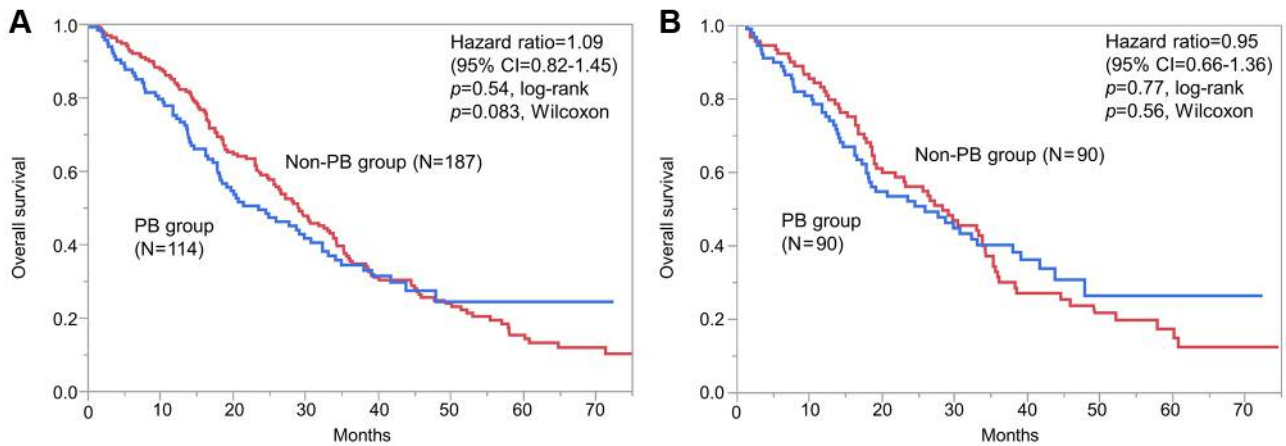 A
Hazard ratio=1.09
(95% CI=0.82-1.45)
p=0.54, log-rank
p=0.083, Wilcoxon
Non-PB group (N=187)
PB group
(N=114)
Overall survival
1.0
0.8
0.6
0.4
0.2
0.0
0 10 20 30 40 50 60 70
Months
B
Hazard ratio=0.95
(95% CI=0.66-1.36)
p=0.77, log-rank
p=0.56, Wilcoxon
Non-PB group (N=90)
PB group
(N=90)
Overall survival
1.0
0.8
0.6
0.4
0.2
0.0
0 10 20 30 40 50 60 70
Months